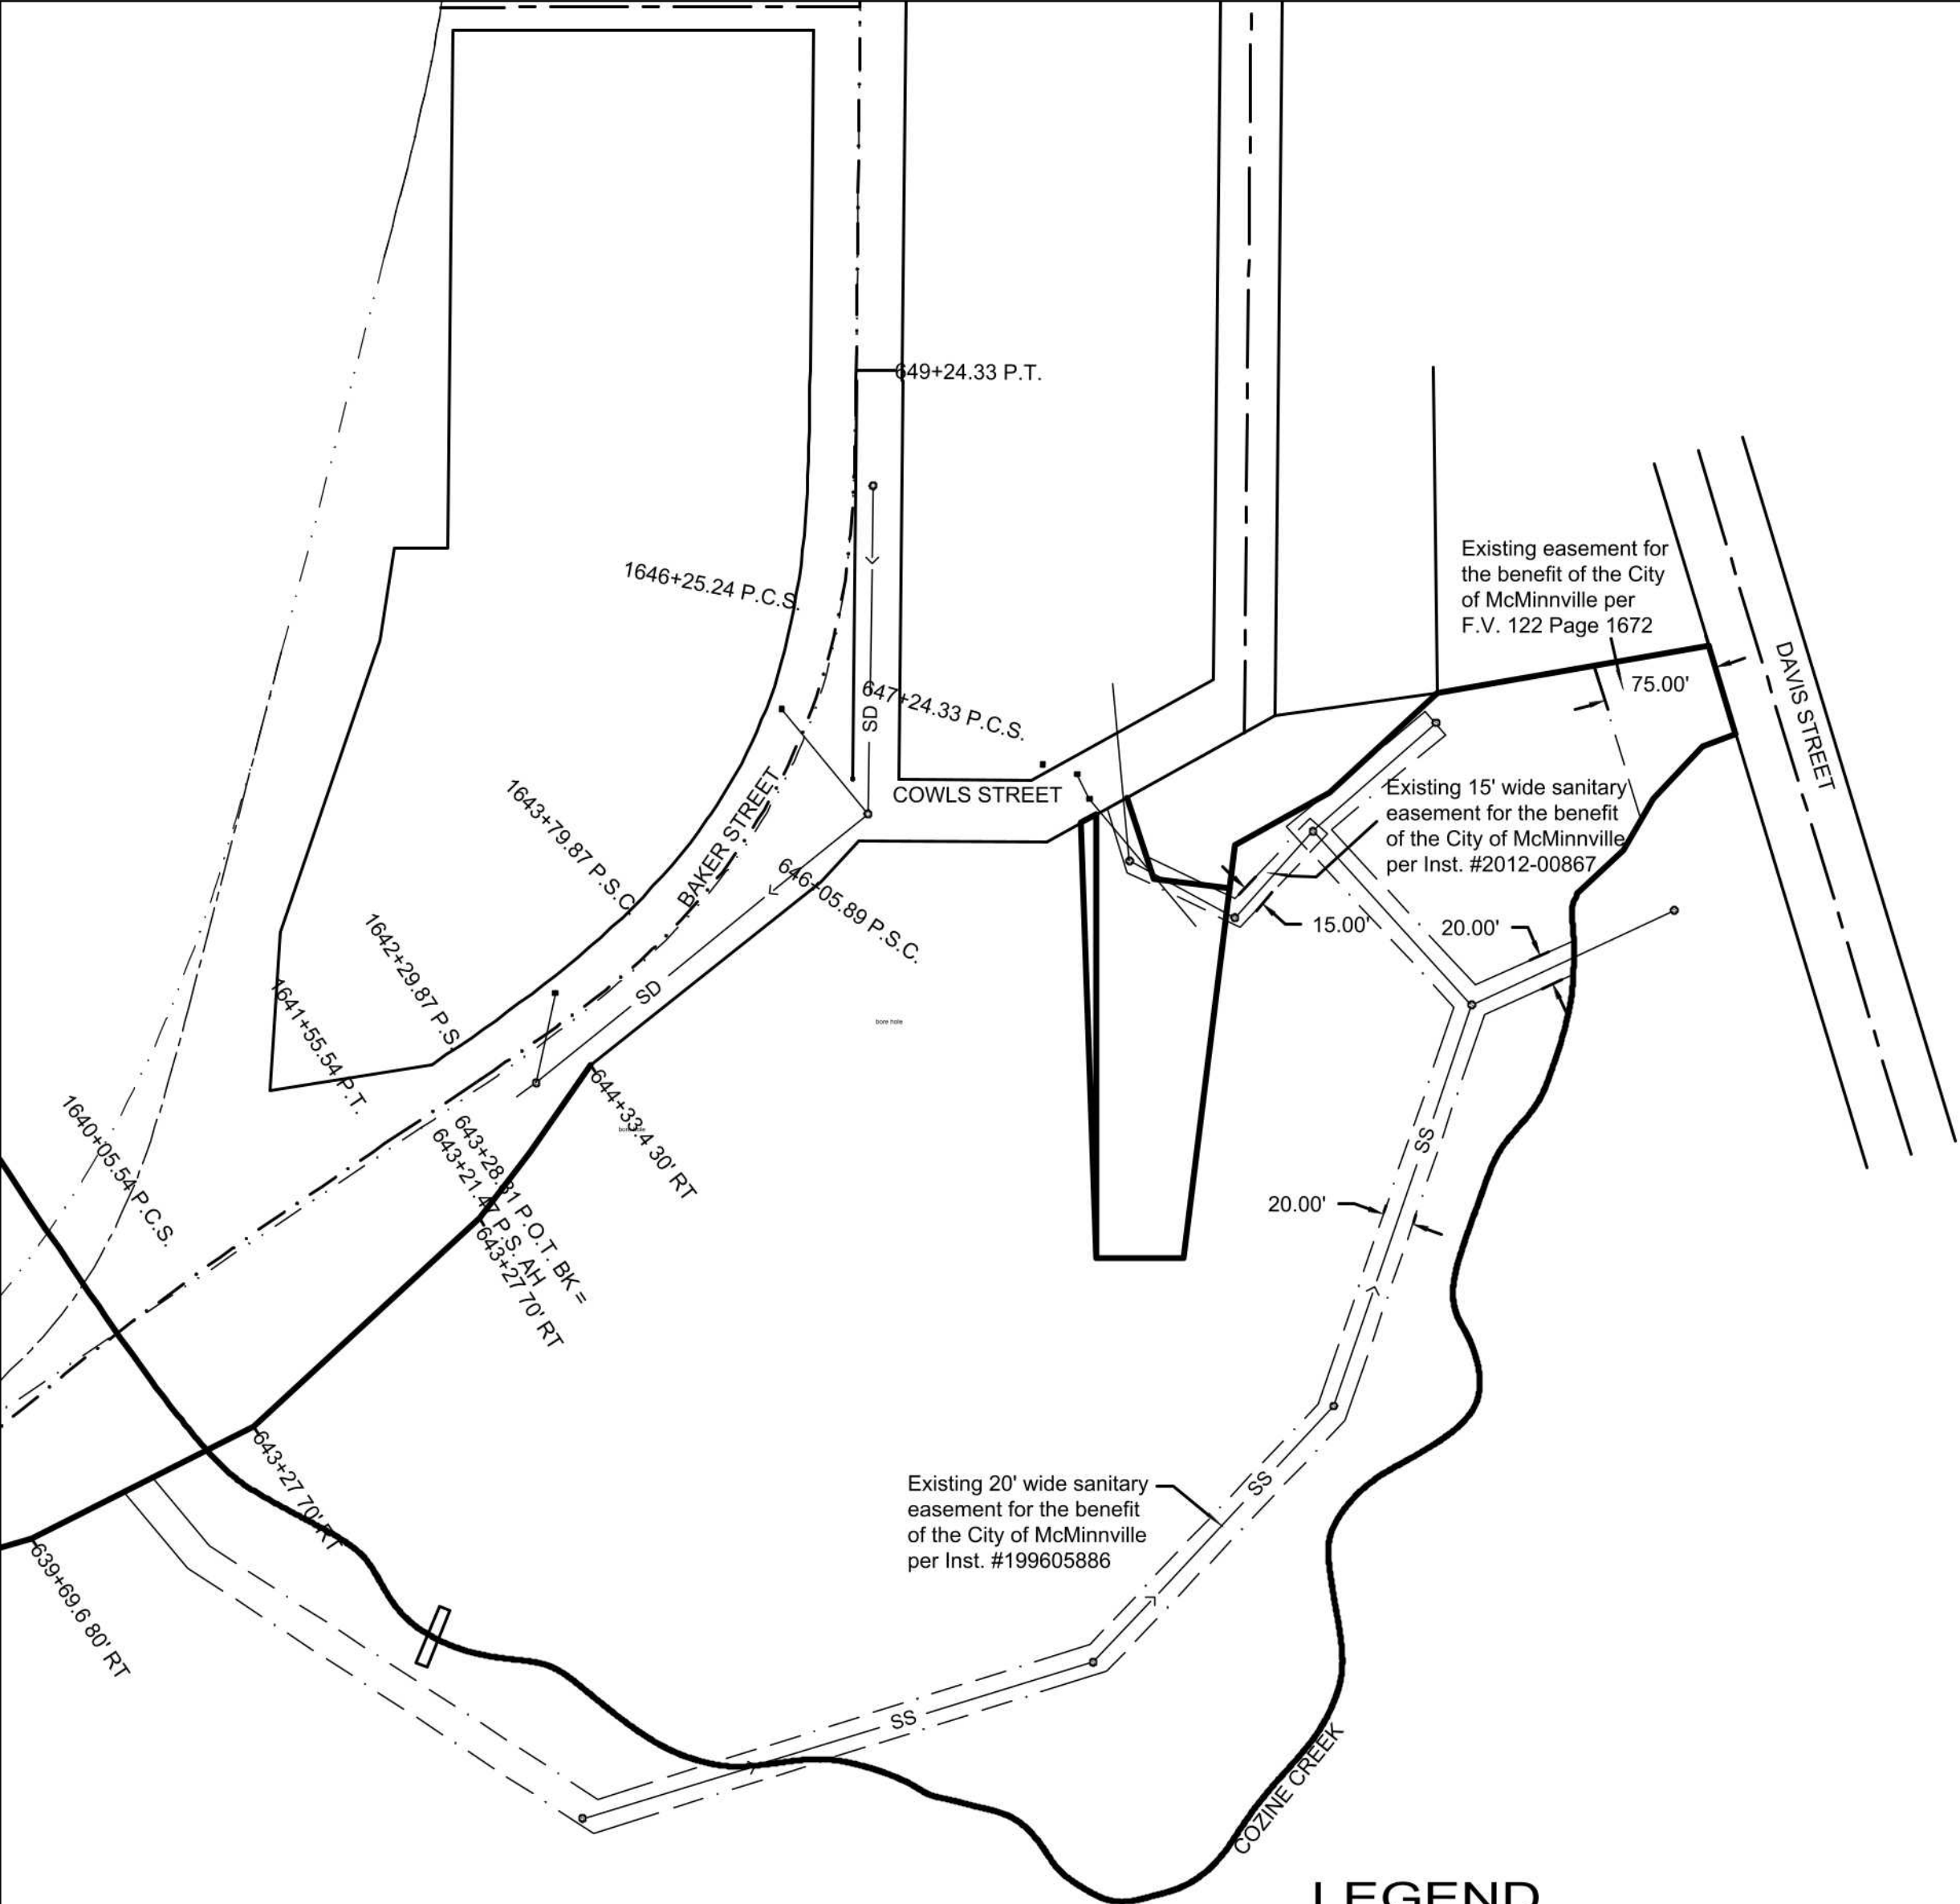 649+24.33 P.T.
1646+25.24 P.C.S.
Existing easement for
the benefit of the City
of McMinnville per
F.V. 122 Page 1672
75.00'
DAVIS STREET
647+24.33 P.C.S.
SD
COWLS STREET
1643+79.87 P.S.C.
BAKER STREET
Existing 15' wide sanitary
easement for the benefit
of the City of McMinnville
per Inst. #2012-00867
646+05.89 P.S.C.
15.00'
20.00'
1642+29.87 P.S.
1641+55.54 P.T.
SD
bore hole
644+33.4 30' RT
bore hole
1640+05.54 P.C.S.
643+28.31 P.O.T. BK =
643+21.47 P.S. AH
643+27 70' RT
SS
20.00'
643+27 70' RT
639+69.6 80' RT
Existing 20' wide sanitary
easement for the benefit
of the City of McMinnville
per Inst. #199605886
SS
SS
COZINE CREEK
LEGEND